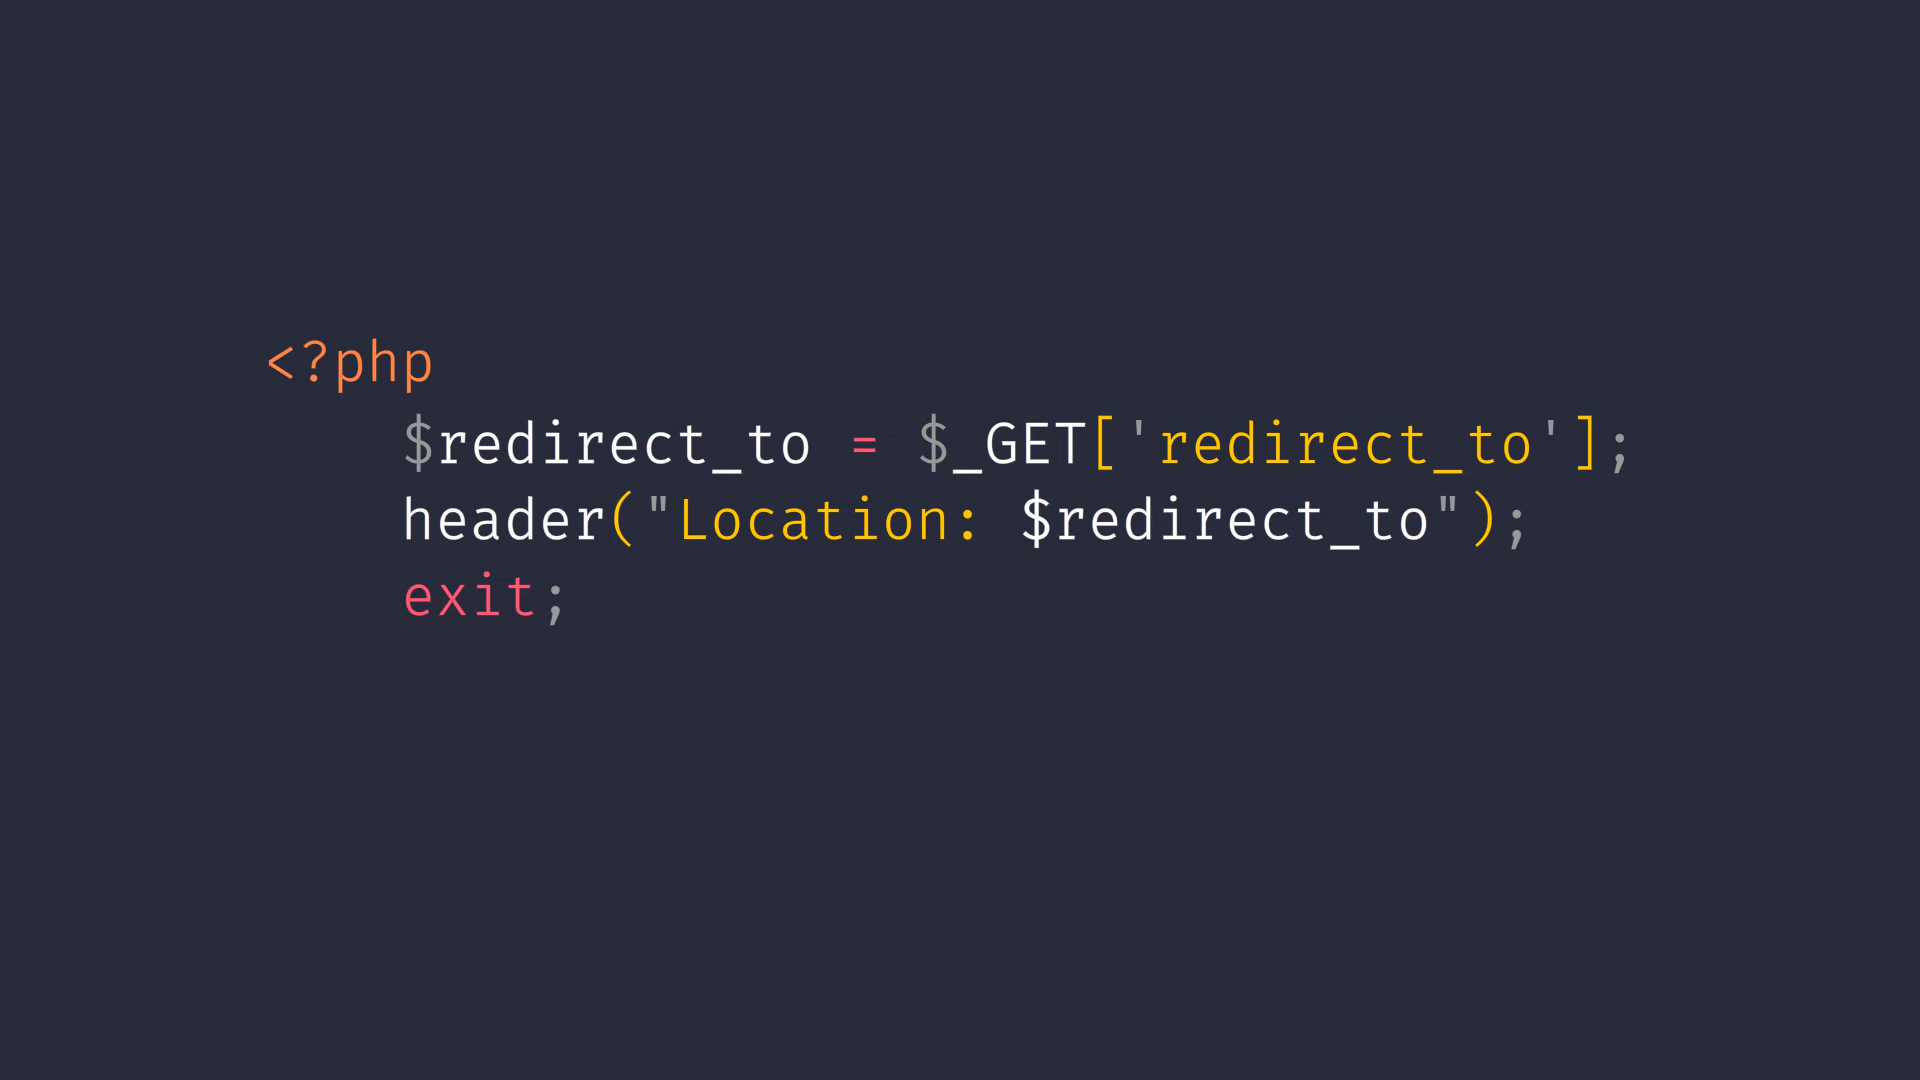 <?php
    $redirect_to = $_GET['redirect_to'];
    header("Location: $redirect_to");
    exit;